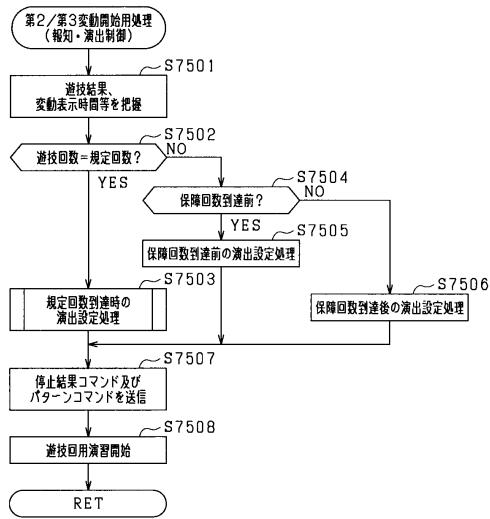 第2/第3変動開始用処理
(報知・演出制御)
S7501
遊技結果、
変動表示時間等を把握
S7502
遊技回数=規定回数?
NO
YES
S7504
保障回数到達前?
NO
YES
S7505
保障回数到達前の演出設定処理
S7503
規定回数到達時の
演出設定処理
S7506
保障回数到達後の演出設定処理
S7507
停止結果コマンド及び
パターンコマンドを送信
S7508
遊技回用演習開始
RET